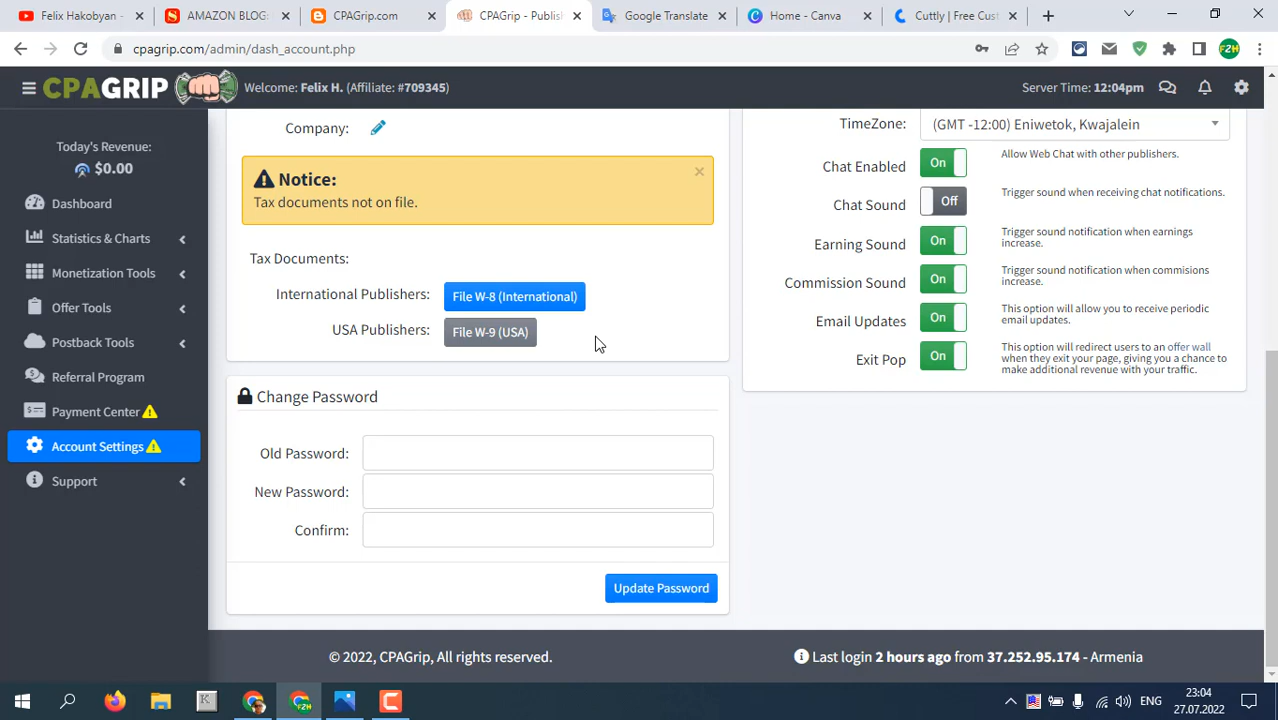 Felix Hakobyan -
AMAZON BLOG:
CPAGrip.com
CPAGrip - Publish
Google Translate
Home - Canva
Cuttly | Free Cust
cpagrip.com/admin/dash_account.php
F2H
CPAGRIP
Welcome: Felix H. (Affiliate: #709345)
Server Time: 12:04pm
Today's Revenue:
$0.00
Dashboard
Statistics & Charts
Monetization Tools
Offer Tools
Postback Tools
Referral Program
Payment Center
Account Settings
Support
Company:
Notice:
Tax documents not on file.
Tax Documents:
International Publishers: File W-8 (International)
USA Publishers: File W-9 (USA)
Change Password
Old Password:
New Password:
Confirm:
Update Password
TimeZone: (GMT -12:00) Eniwetok, Kwajalein
Chat Enabled On Allow Web Chat with other publishers.
Chat Sound Off Trigger sound when receiving chat notifications.
Earning Sound On Trigger sound notification when earnings
increase.
Commission Sound On Trigger sound notification when commisions
increase.
Email Updates On This option will allow you to receive periodic
email updates.
Exit Pop On This option will redirect users to an offer wall
when they exit your page, giving you a chance to
make additional revenue with your traffic.
© 2022, CPAGrip, All rights reserved.
Last login 2 hours ago from 37.252.95.174 - Armenia
K
F2H
ENG
23:04
27.07.2022